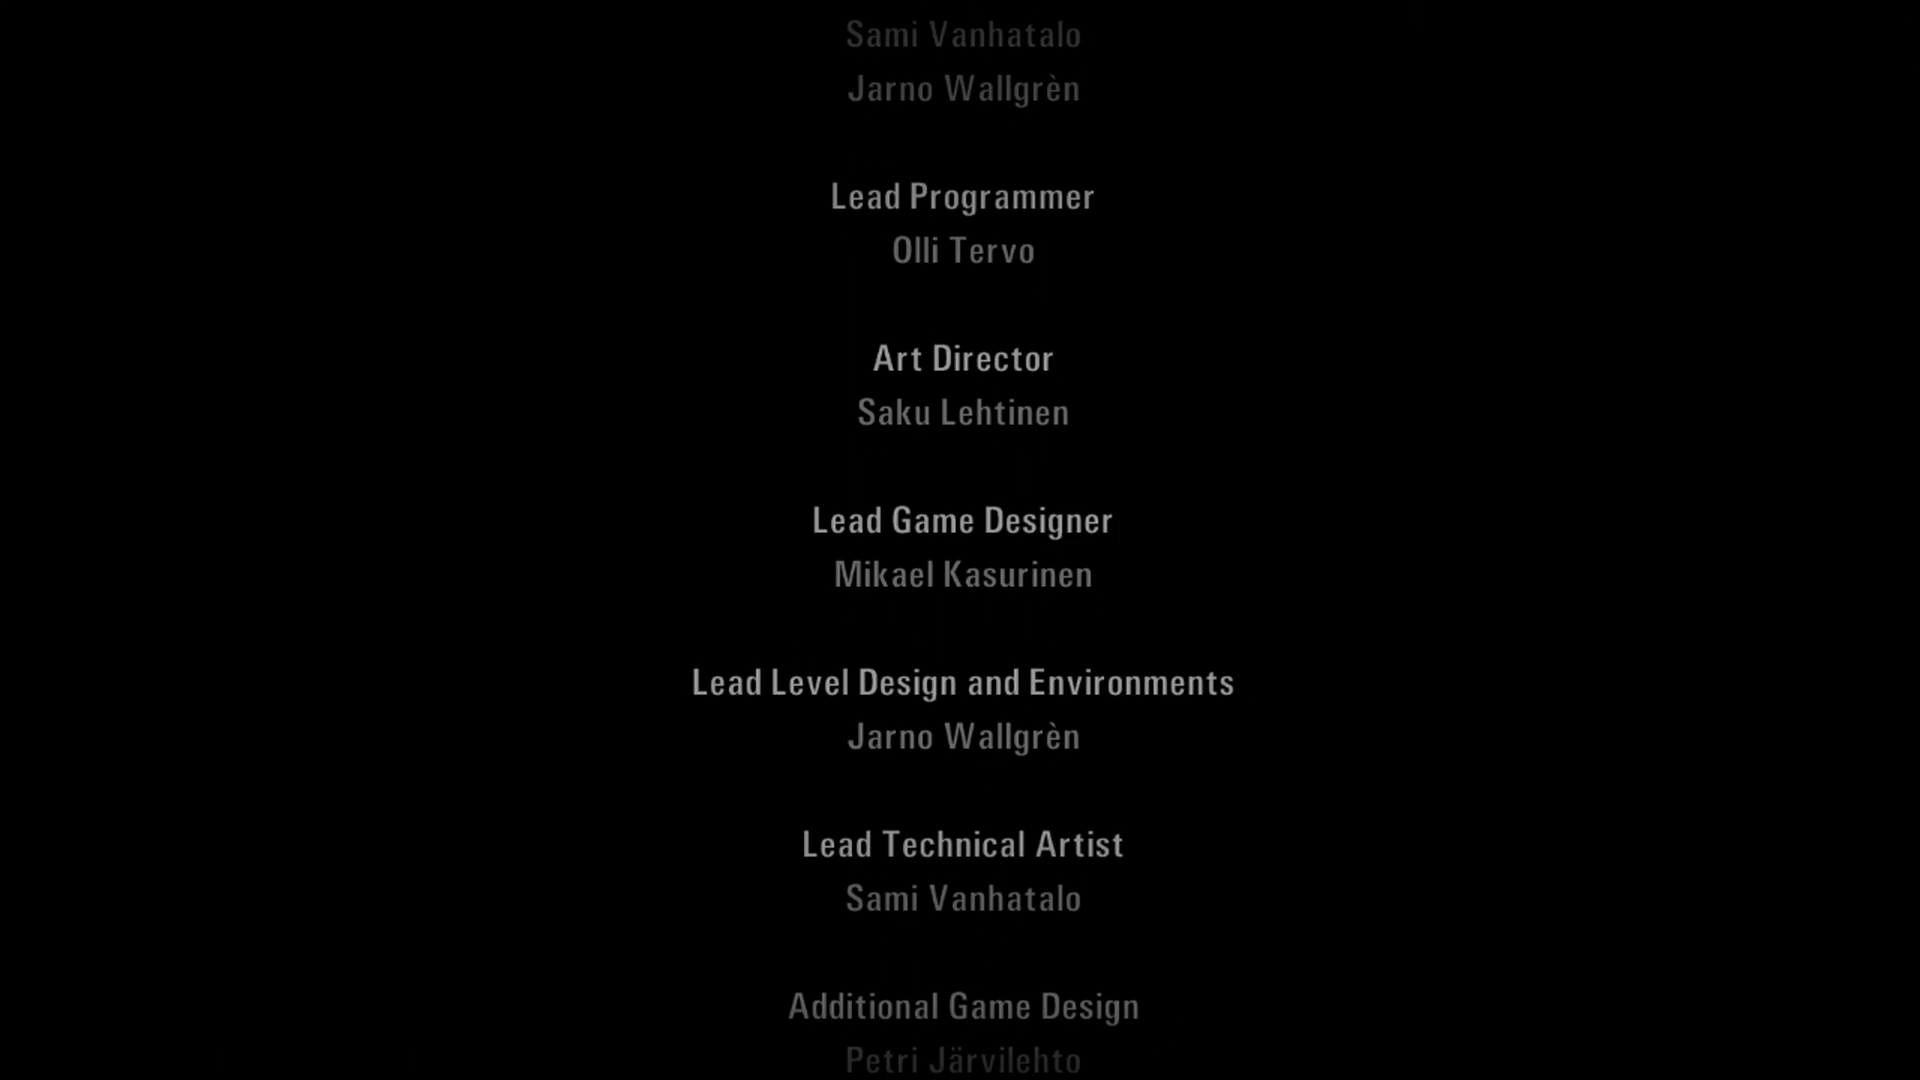 Sami Vanhatalo
Jarno Wallgrèn
Lead Programmer
Olli Tervo
Art Director
Saku Lehtinen
Lead Game Designer
Mikael Kasurinen
Lead Level Design and Environments
Jarno Wallgrèn
Lead Technical Artist
Sami Vanhatalo
Additional Game Design
Petri Järvilehto